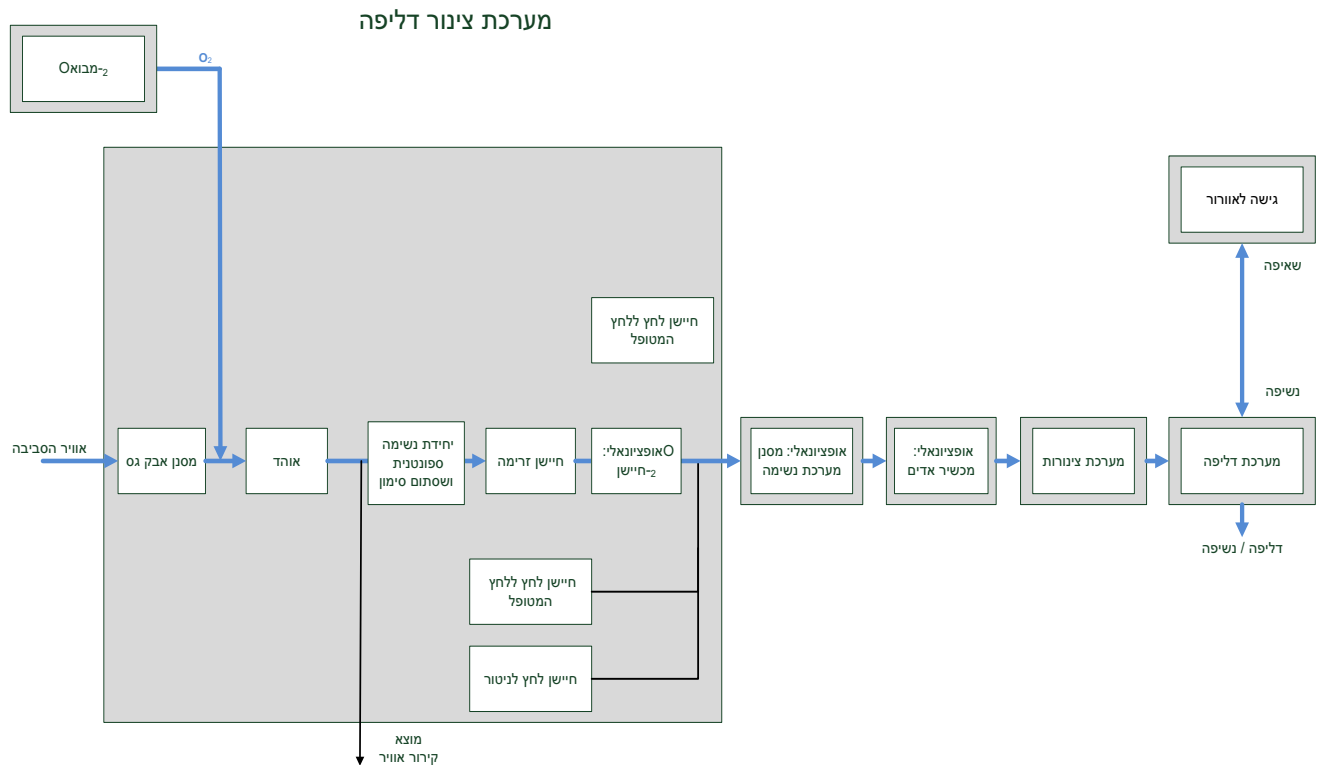 מערכת צינור דליפה
O₂
O₂-מבוא
גישה לאוורור
שאיפה
נשיפה
חיישן לחץ ללחץ
המטופל
אוויר הסביבה
מסנן אבק גס
אוהד
יחידת נשימה
ספונטנית
ושסתום סימון
חיישן זרימה
Oאופציונאלי:
₂-חיישן
אופציונאלי: מסנן
מערכת נשימה
אופציונאלי:
מכשיר אדים
מערכת צינורות
מערכת דליפה
דליפה / נשיפה
חיישן לחץ ללחץ
המטופל
חיישן לחץ לניטור
מוצא
קירור אוויר